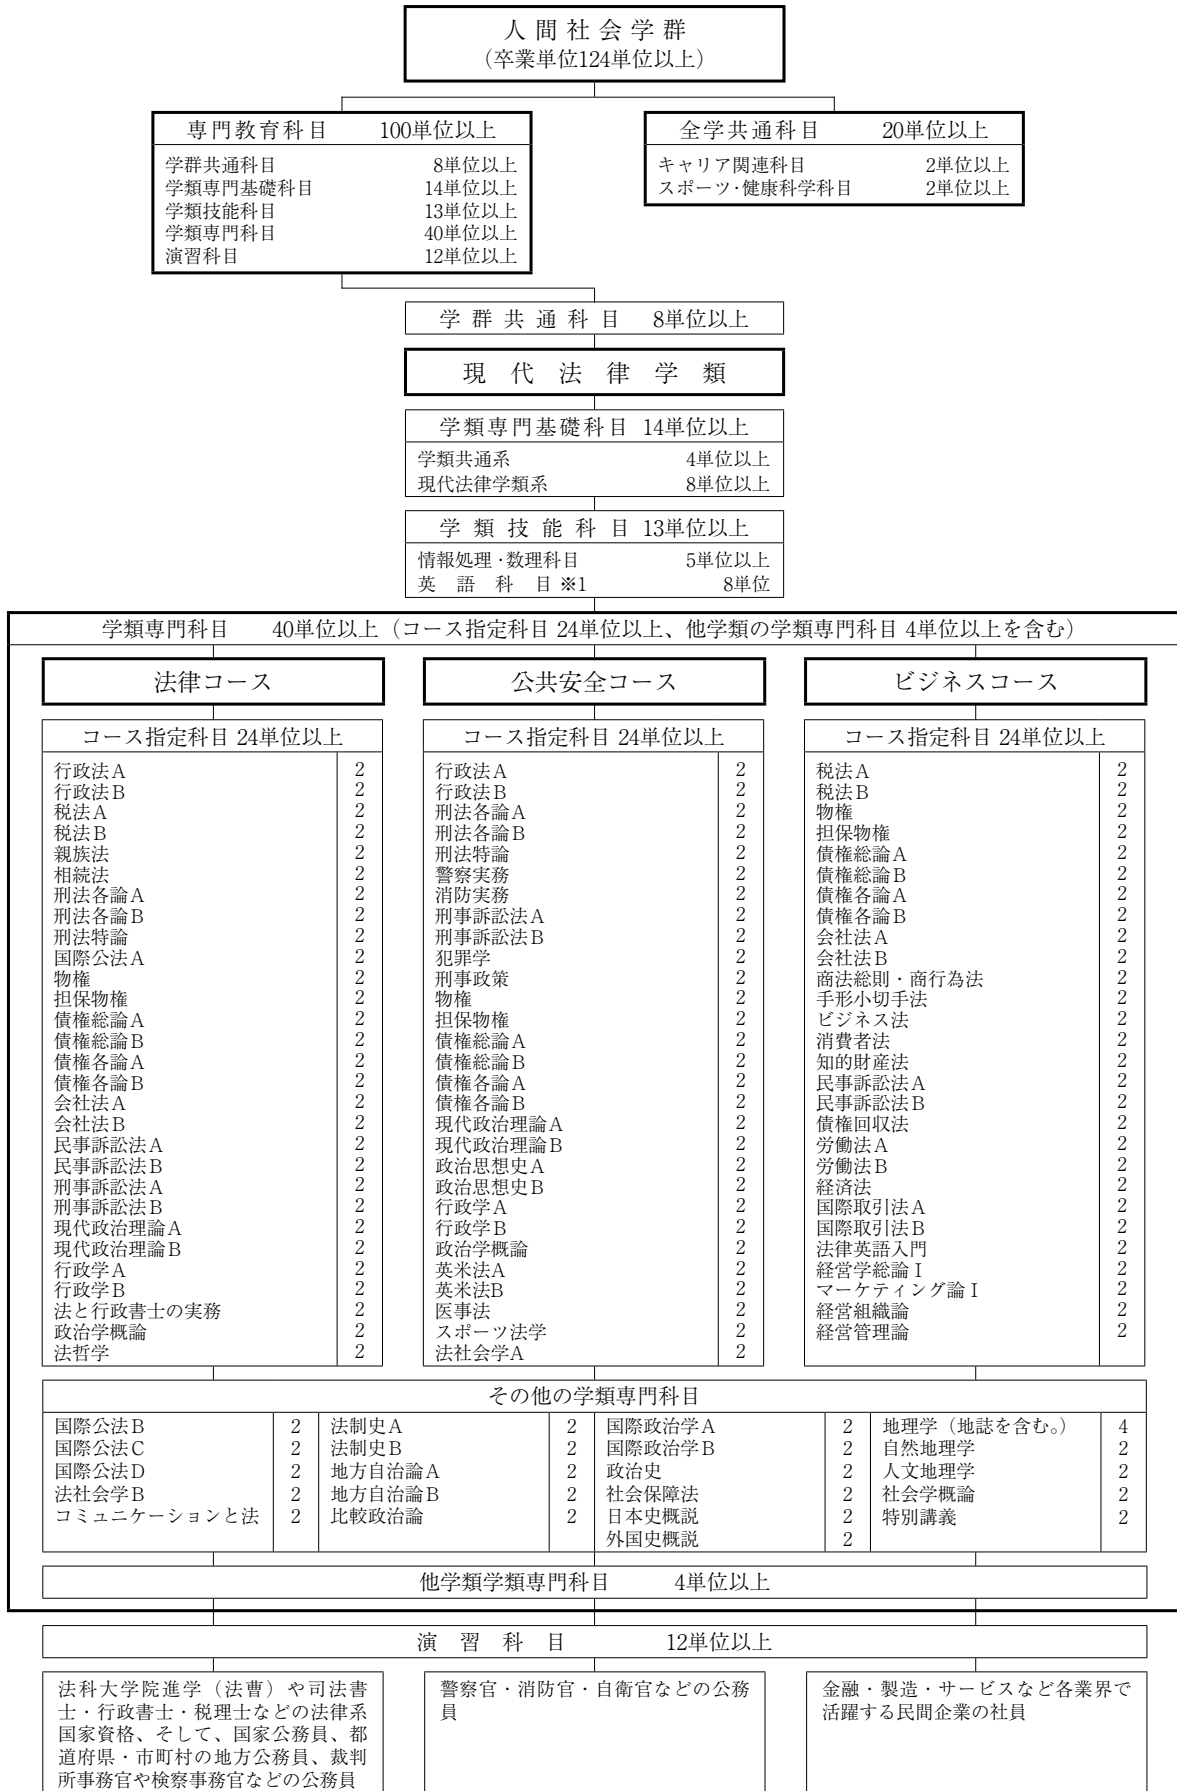 人間社会学群
（卒業単位124単位以上）
専門教育科目 100単位以上
学群共通科目 8単位以上
学類専門基礎科目 14単位以上
学類技能科目 13単位以上
学類専門科目 40単位以上
演習科目 12単位以上
全学共通科目 20単位以上
キャリア関連科目 2単位以上
スポーツ・健康科学科目 2単位以上
学群共通科目 8単位以上
現代法律学類
学類専門基礎科目 14単位以上
学類共通系 4単位以上
現代法律学類系 8単位以上
学類技能科目 13単位以上
情報処理・数理科目 5単位以上
英語科目※1 8単位
学類専門科目 40単位以上（コース指定科目 24単位以上、他学類の学類専門科目 4単位以上を含む）
法律コース
コース指定科目 24単位以上
行政法A 2
行政法B 2
税法A 2
税法B 2
親族法 2
相続法 2
刑法各論A 2
刑法各論B 2
刑法特論 2
国際公法A 2
物権 2
担保物権 2
債権総論A 2
債権総論B 2
債権各論A 2
債権各論B 2
会社法A 2
会社法B 2
民事訴訟法A 2
民事訴訟法B 2
刑事訴訟法A 2
刑事訴訟法B 2
現代政治理論A 2
現代政治理論B 2
行政学A 2
行政学B 2
法と行政書士の実務 2
政治学概論 2
法哲学 2
公共安全コース
コース指定科目 24単位以上
行政法A 2
行政法B 2
刑法各論A 2
刑法各論B 2
刑法特論 2
警察実務 2
消防実務 2
刑事訴訟法A 2
刑事訴訟法B 2
犯罪学 2
刑事政策 2
物権 2
担保物権 2
債権総論A 2
債権総論B 2
債権各論A 2
債権各論B 2
現代政治理論A 2
現代政治理論B 2
政治思想史A 2
政治思想史B 2
行政学A 2
行政学B 2
政治学概論 2
英米法A 2
英米法B 2
医事法 2
スポーツ法学 2
法社会学A 2
ビジネスコース
コース指定科目 24単位以上
税法A 2
税法B 2
物権 2
担保物権 2
債権総論A 2
債権総論B 2
債権各論A 2
債権各論B 2
会社法A 2
会社法B 2
商法総則・商行為法 2
手形小切手法 2
ビジネス法 2
消費者法 2
知的財産法 2
民事訴訟法A 2
民事訴訟法B 2
債権回収法 2
労働法A 2
労働法B 2
経済法 2
国際取引法A 2
国際取引法B 2
法律英語入門 2
経営学総論Ⅰ 2
マーケティング論Ⅰ 2
経営組織論 2
経営管理論 2
その他の学類専門科目
国際公法B 2
国際公法C 2
国際公法D 2
法社会学B 2
コミュニケーションと法 2
法制史A 2
法制史B 2
地方自治論A 2
地方自治論B 2
比較政治論 2
国際政治学A 2
国際政治学B 2
政治史 2
社会保障法 2
日本史概説 2
外国史概説 2
地理学（地誌を含む。） 4
自然地理学 2
人文地理学 2
社会学概論 2
特別講義 2
他学類学類専門科目 4単位以上
演習科目 12単位以上
法科大学院進学（法曹）や司法書
士・行政書士・税理士などの法律系
国家資格、そして、国家公務員、都
道府県・市町村の地方公務員、裁判
所事務官や検察事務官などの公務員
警察官・消防官・自衛官などの公務
員
金融・製造・サービスなど各業界で
活躍する民間企業の社員